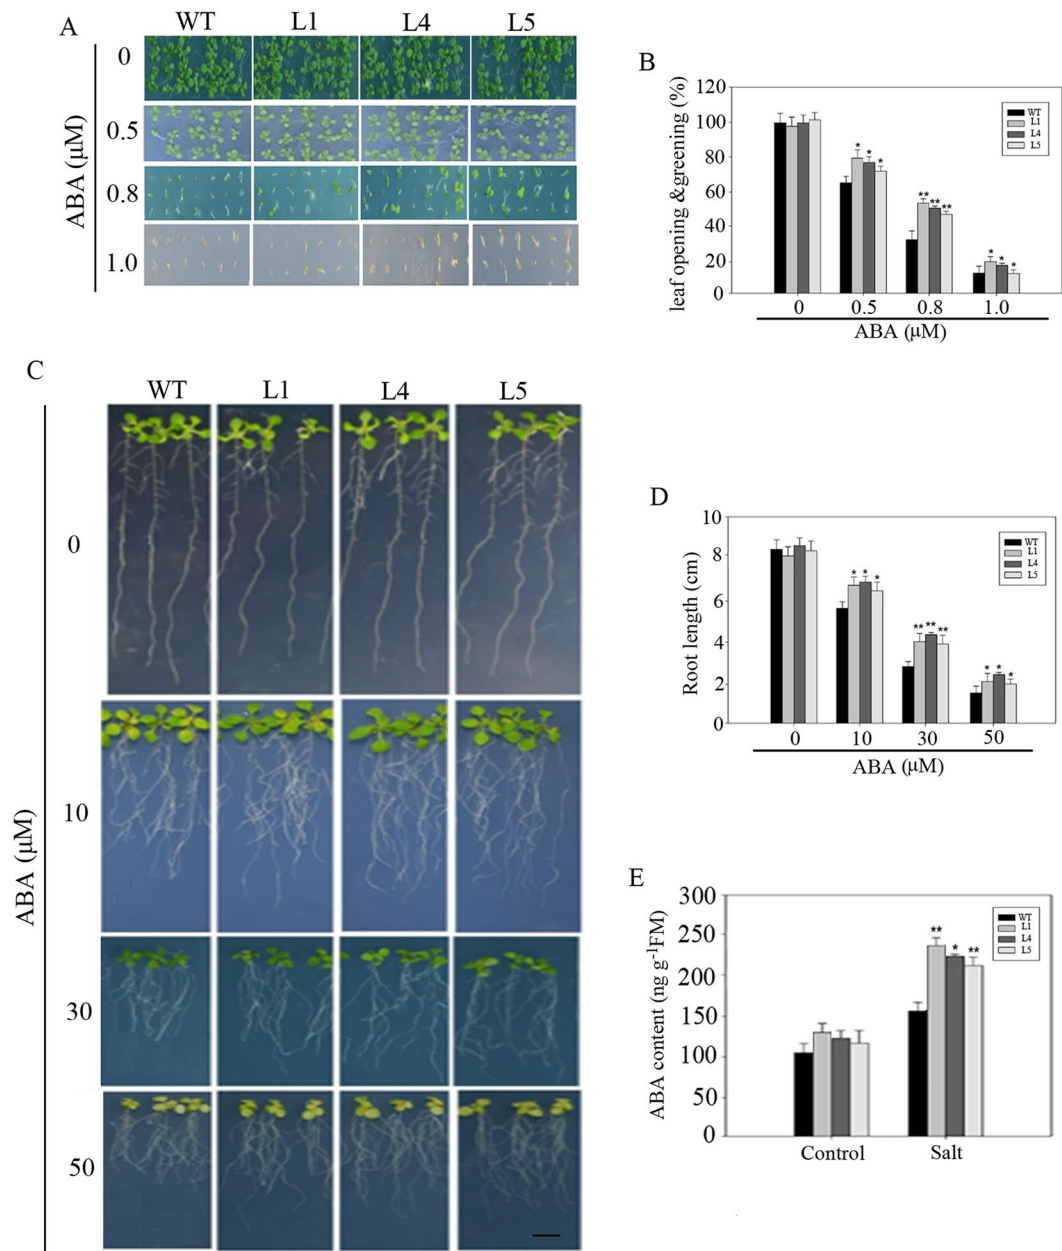 A
WT L1 L4 L5
ABA (μM)
0
0.5
0.8
1.0
B
leaf opening &greening (%)
120
100
80
60
40
20
0
WT
L1
L4
L5
* * *
** ** **
* * *
0 0.5 0.8 1.0
ABA (μM)
C
WT L1 L4 L5
ABA (μM)
0
10
30
50
D
Root length (cm)
10
8
6
4
2
0
WT
L1
L4
L5
* * *
** ** **
* * *
0 10 30 50
ABA (μM)
E
ABA content (ng g⁻¹FM)
300
250
200
150
100
50
0
WT
L1
L4
L5
** * **
Control Salt